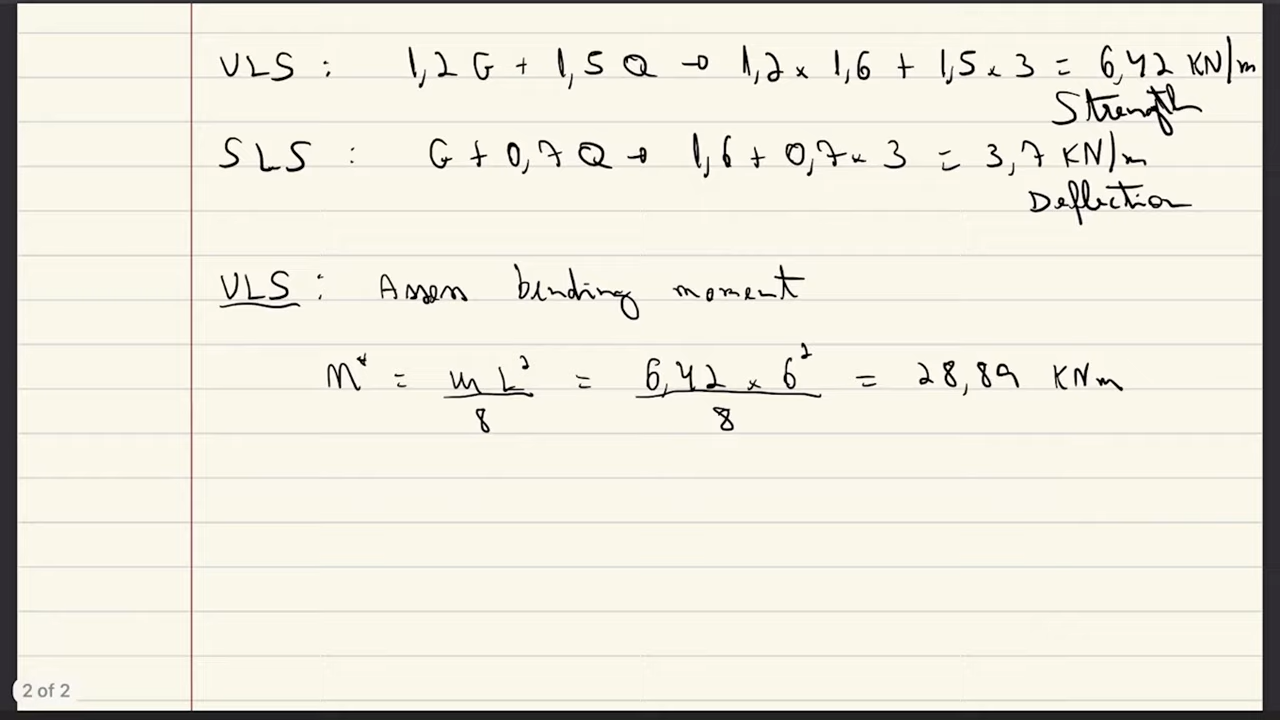 ULS : 1,2 G + 1,5 Q → 1,2 × 1,6 + 1,5 × 3 = 6,42 KN/m
Strength
SLS : G + 0,7 Q → 1,6 + 0,7 × 3 = 3,7 KN/m
Deflection
ULS : Assess bending moment
M* = w L² / 8 = 6,42 × 6² / 8 = 28,89 KNm
2 of 2